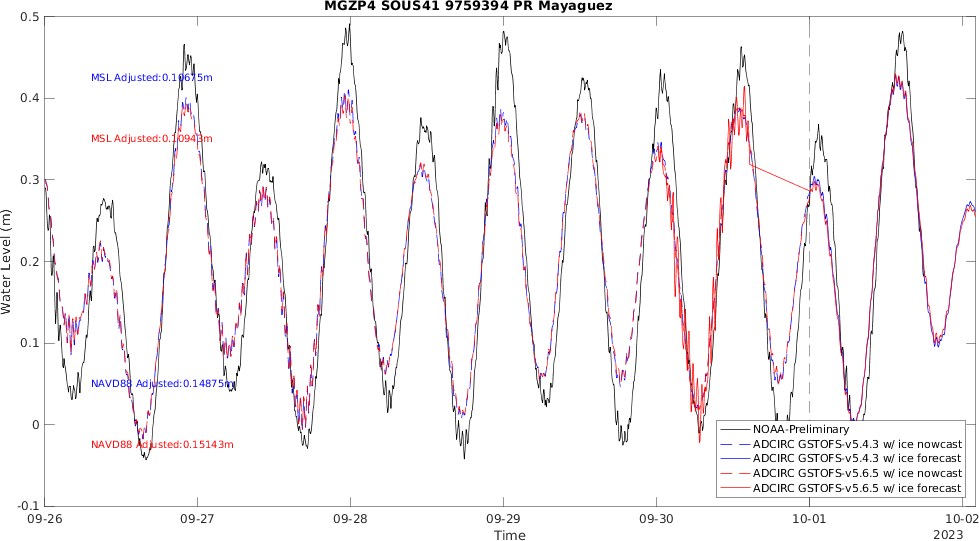 MGZP4 SOUS41 9759394 PR Mayaguez
0.5
0.4
0.3
0.2
0.1
0
-0.1
Water Level (m)
MSL Adjusted:0.10675m
MSL Adjusted:0.10943m
NAVD88 Adjusted:0.14875m
NAVD88 Adjusted:0.15143m
NOAA-Preliminary
ADCIRC GSTOFS-v5.4.3 w/ ice nowcast
ADCIRC GSTOFS-v5.4.3 w/ ice forecast
ADCIRC GSTOFS-v5.6.5 w/ ice nowcast
ADCIRC GSTOFS-v5.6.5 w/ ice forecast
09-26 09-27 09-28 09-29 09-30 10-01 10-02
Time
2023